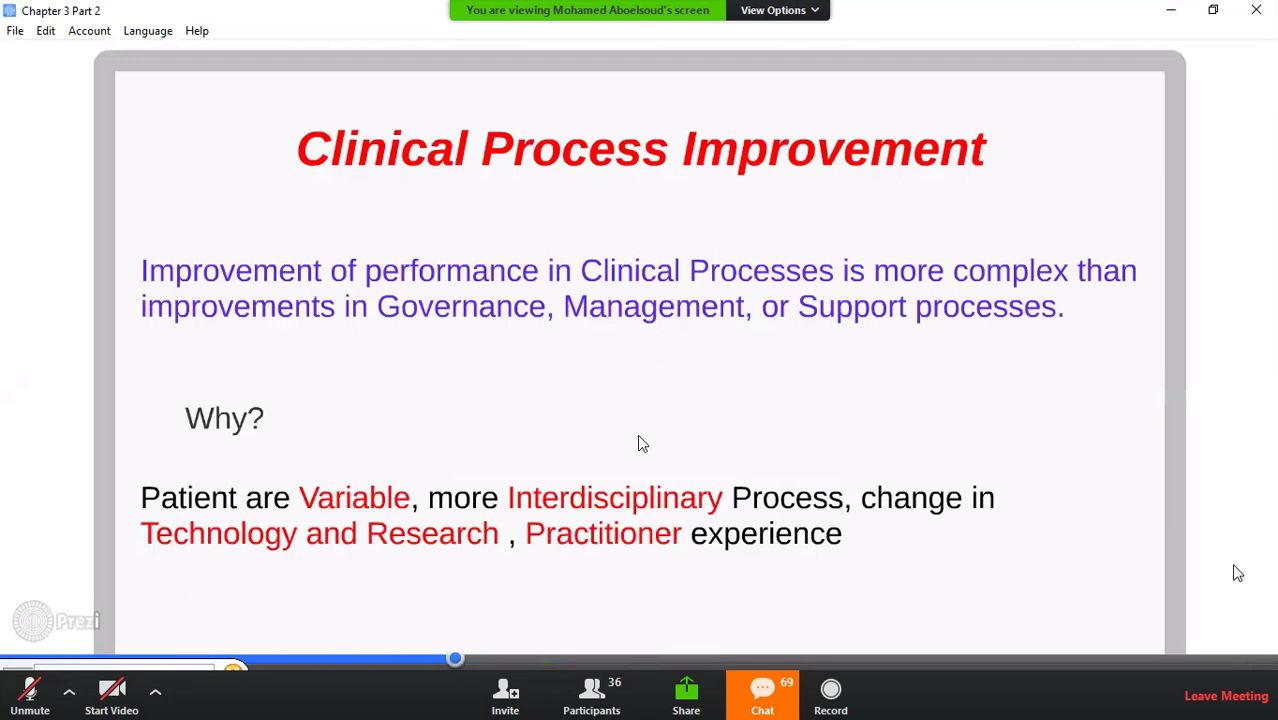 Chapter 3 Part 2
You are viewing Mohamed Aboelsoud's screen
View Options
File Edit Account Language Help
Clinical Process Improvement
Improvement of performance in Clinical Processes is more complex than
improvements in Governance, Management, or Support processes.
Why?
Patient are Variable, more Interdisciplinary Process, change in
Technology and Research , Practitioner experience
Prezi
36
69
Unmute Start Video Invite Participants Share Chat Record Leave Meeting